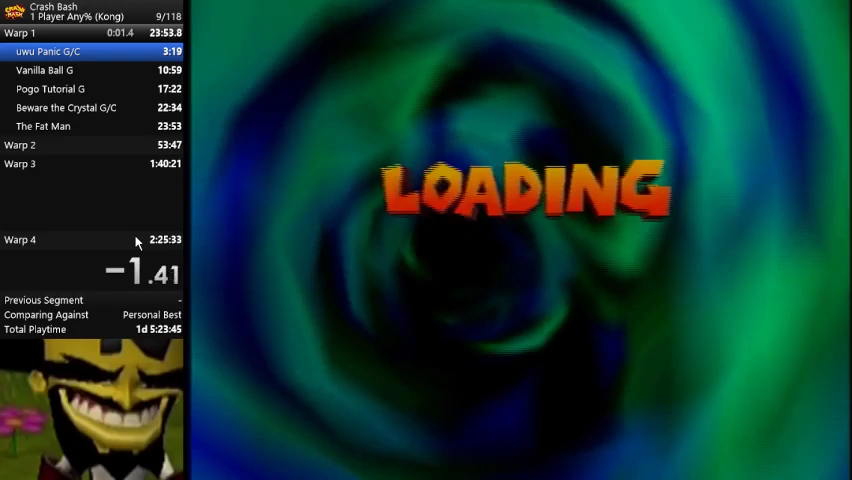 Crash Bash
1 Player Any% (Kong) 9/118
Warp 1 0:01.4 23:53.8
uwu Panic G/C 3:19
Vanilla Ball G 10:59
Pogo Tutorial G 17:22
Beware the Crystal G/C 22:34
The Fat Man 23:53
Warp 2 53:47
Warp 3 1:40:21
Warp 4 2:25:33
-1.41
Previous Segment -
Comparing Against Personal Best
Total Playtime 1d 5:23:45
LOADING